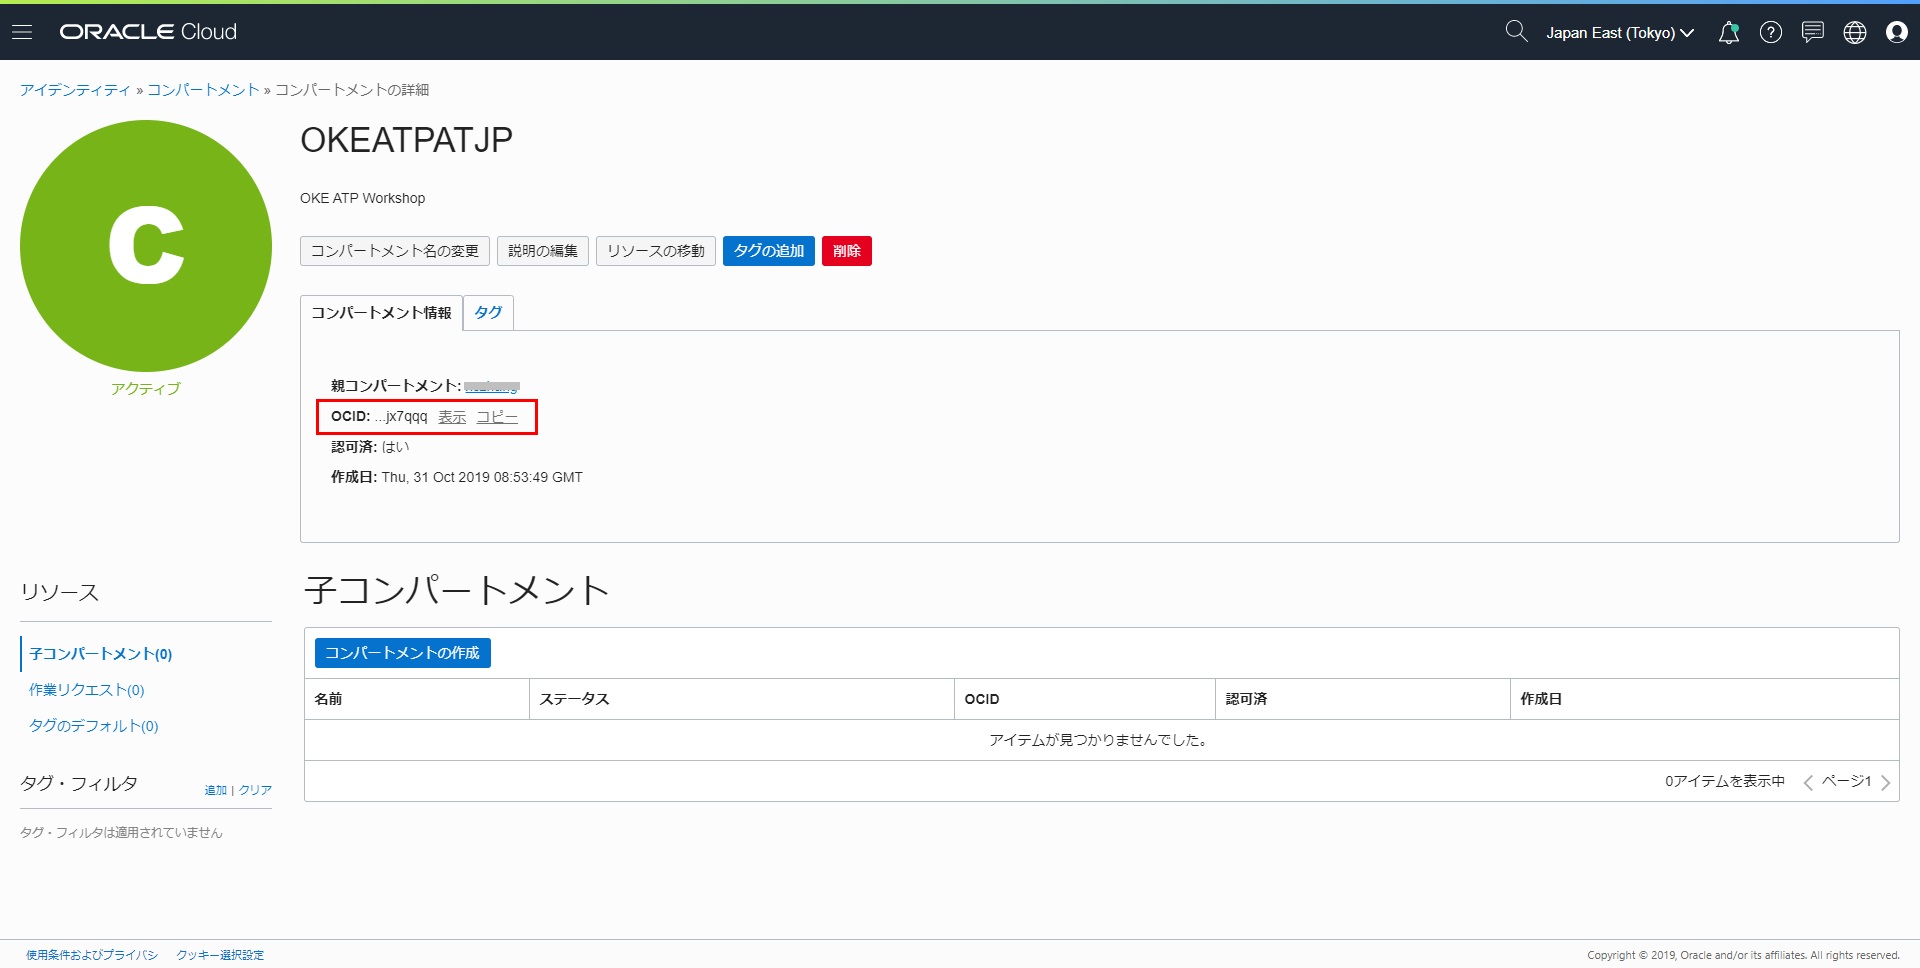 ORACLE Cloud
Japan East (Tokyo)
アイデンティティ » コンパートメント » コンパートメントの詳細
C
アクティブ
OKEATPATJP
OKE ATP Workshop
コンパートメント名の変更 説明の編集 リソースの移動 タグの追加 削除
コンパートメント情報 タグ
親コンパートメント:
OCID: ...jx7qqq 表示 コピー
認可済: はい
作成日: Thu, 31 Oct 2019 08:53:49 GMT
リソース
子コンパートメント(0)
作業リクエスト(0)
タグのデフォルト(0)
タグ・フィルタ 追加 | クリア
タグ・フィルタは適用されていません
子コンパートメント
コンパートメントの作成
名前 ステータス OCID 認可済 作成日
アイテムが見つかりませんでした。
0アイテムを表示中 ページ1
使用条件およびプライバシ クッキー選択設定
Copyright © 2019, Oracle and/or its affiliates. All rights reserved.